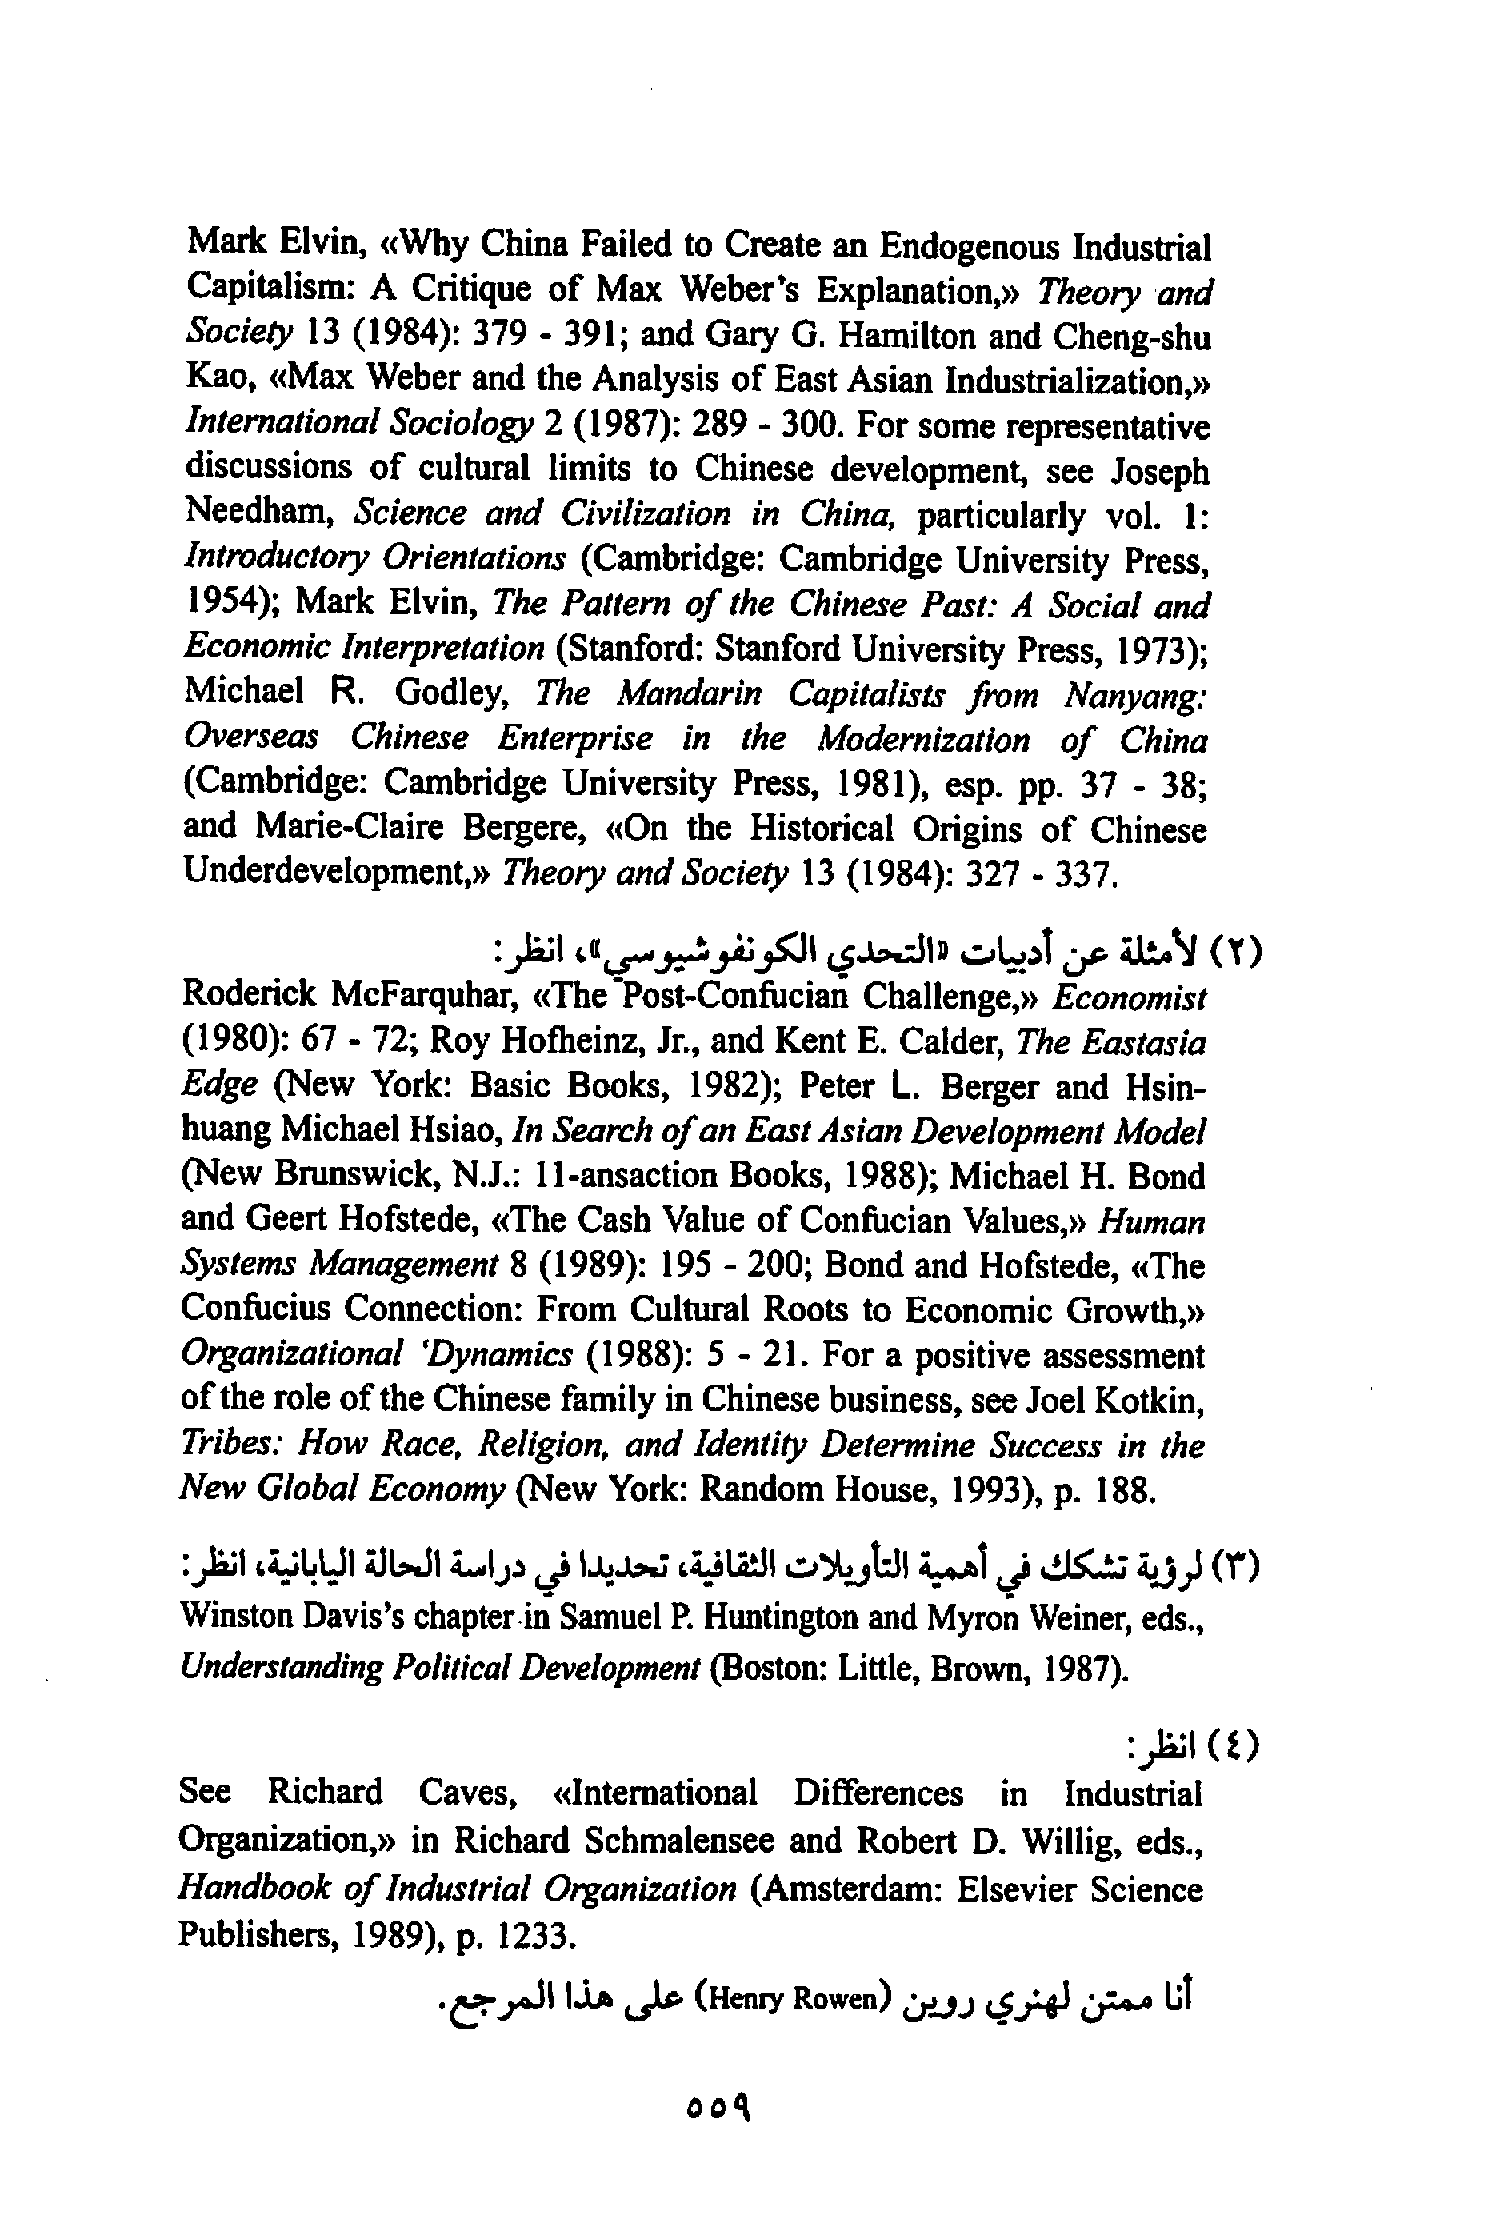 Mark Elvin, «Why China Failed to Create an Endogenous Industrial
Capitalism: A Critique of Max Weber's Explanation,» Theory and
Society 13 (1984): 379 - 391; and Gary G. Hamilton and Cheng-shu
Kao, «Max Weber and the Analysis of East Asian Industrialization,»
International Sociology 2 (1987): 289 - 300. For some representative
discussions of cultural limits to Chinese development, see Joseph
Needham, Science and Civilization in China, particularly vol. 1:
Introductory Orientations (Cambridge: Cambridge University Press,
1954); Mark Elvin, The Pattern of the Chinese Past: A Social and
Economic Interpretation (Stanford: Stanford University Press, 1973);
Michael R. Godley, The Mandarin Capitalists from Nanyang:
Overseas Chinese Enterprise in the Modernization of China
(Cambridge: Cambridge University Press, 1981), esp. pp. 37 - 38;
and Marie-Claire Bergere, «On the Historical Origins of Chinese
Underdevelopment,» Theory and Society 13 (1984): 327 - 337.
(٢) لأمثلة عن أدبيات «التحدي الكونفوشيوسي»، انظر:
Roderick McFarquhar, «The Post-Confucian Challenge,» Economist
(1980): 67 - 72; Roy Hofheinz, Jr., and Kent E. Calder, The Eastasia
Edge (New York: Basic Books, 1982); Peter L. Berger and Hsin-
huang Michael Hsiao, In Search of an East Asian Development Model
(New Brunswick, N.J.: 11-ansaction Books, 1988); Michael H. Bond
and Geert Hofstede, «The Cash Value of Confucian Values,» Human
Systems Management 8 (1989): 195 - 200; Bond and Hofstede, «The
Confucius Connection: From Cultural Roots to Economic Growth,»
Organizational 'Dynamics (1988): 5 - 21. For a positive assessment
of the role of the Chinese family in Chinese business, see Joel Kotkin,
Tribes: How Race, Religion, and Identity Determine Success in the
New Global Economy (New York: Random House, 1993), p. 188.
(٣) لرؤية تشكك في أهمية التأويلات الثقافية، تحديدا في دراسة الحالة اليابانية، انظر:
Winston Davis's chapter in Samuel P. Huntington and Myron Weiner, eds.,
Understanding Political Development (Boston: Little, Brown, 1987).
(٤) انظر:
See Richard Caves, «International Differences in Industrial
Organization,» in Richard Schmalensee and Robert D. Willig, eds.,
Handbook of Industrial Organization (Amsterdam: Elsevier Science
Publishers, 1989), p. 1233.
أنا ممتن لهنري روين (Henry Rowen) على هذا المرجع.
٥٥٩